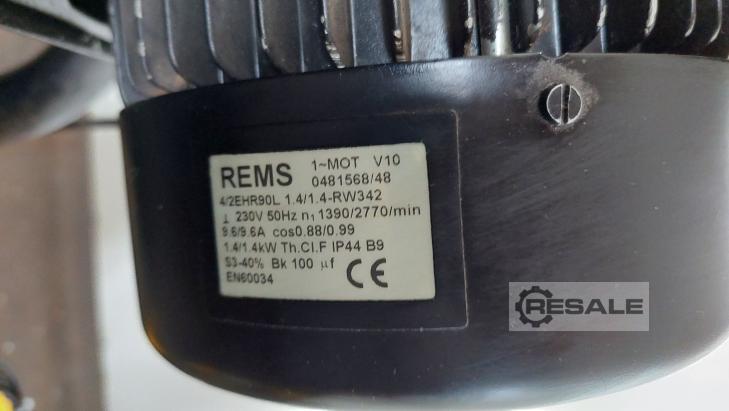 REMS 1~MOT V10
0481568/48
4/2EHR90L 1.4/1.4-RW342
⊥ 230V 50Hz n₁ 1390/2770/min
9.6/9.6A cos0.88/0.99
1.4/1.4kW Th.Cl.F IP44 B9
S3-40% Bk 100 µf
EN60034 CE
RESALE